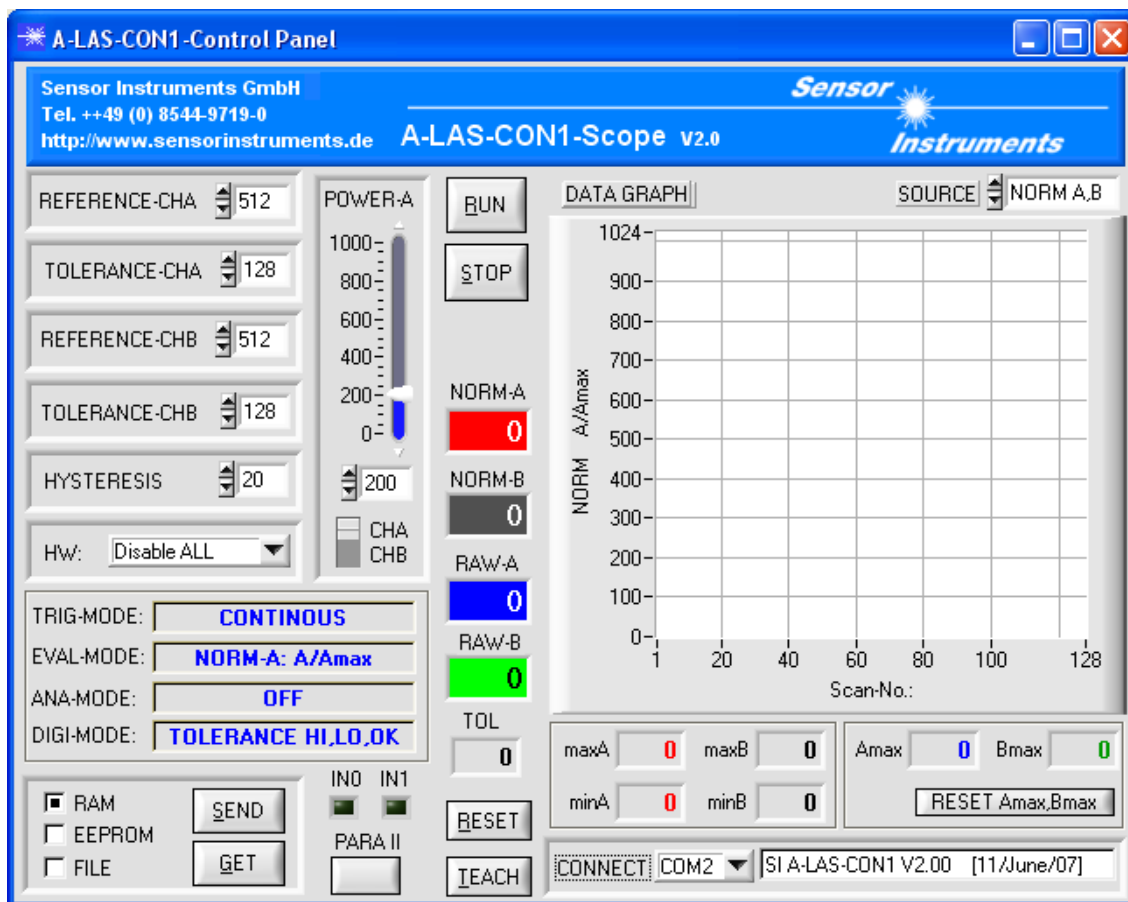 A-LAS-CON1-Control Panel
Sensor Instruments GmbH
Tel. ++49 (0) 8544-9719-0
http://www.sensorinstruments.de
A-LAS-CON1-Scope V2.0
Sensor
Instruments
REFERENCE-CHA 512
TOLERANCE-CHA 128
REFERENCE-CHB 512
TOLERANCE-CHB 128
HYSTERESIS 20
HW: Disable ALL
POWER-A
1000
800
600
400
200
0
200
CHA
CHB
RUN
STOP
NORM-A
0
NORM-B
0
RAW-A
0
RAW-B
0
TOL
0
RESET
TEACH
DATA GRAPH
SOURCE NORM A,B
NORM A/Amax
1024
900
800
700
600
500
400
300
200
100
0
1 20 40 60 80 100 128
Scan-No.:
TRIG-MODE: CONTINOUS
EVAL-MODE: NORM-A: A/Amax
ANA-MODE: OFF
DIGI-MODE: TOLERANCE HI,LO,OK
RAM
EEPROM
FILE
SEND
GET
IN0 IN1
PARA II
maxA 0 maxB 0
minA 0 minB 0
Amax 0 Bmax 0
RESET Amax,Bmax
CONNECT COM2 SI A-LAS-CON1 V2.00 [11/June/07]